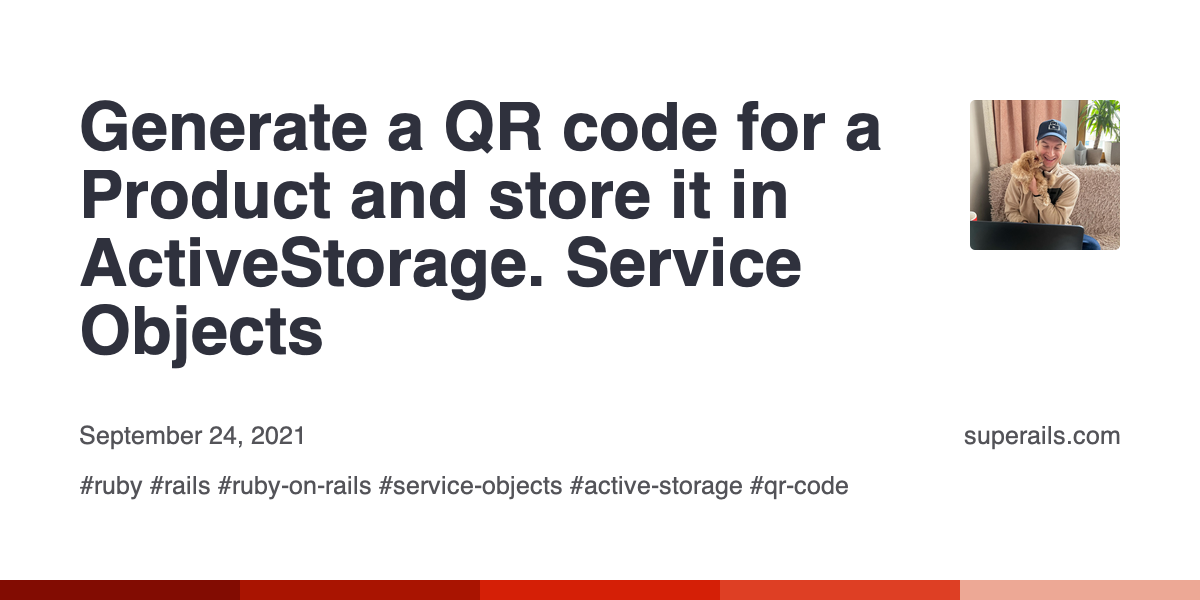 Generate a QR code for a
Product and store it in
ActiveStorage. Service
Objects
September 24, 2021
superails.com
#ruby #rails #ruby-on-rails #service-objects #active-storage #qr-code